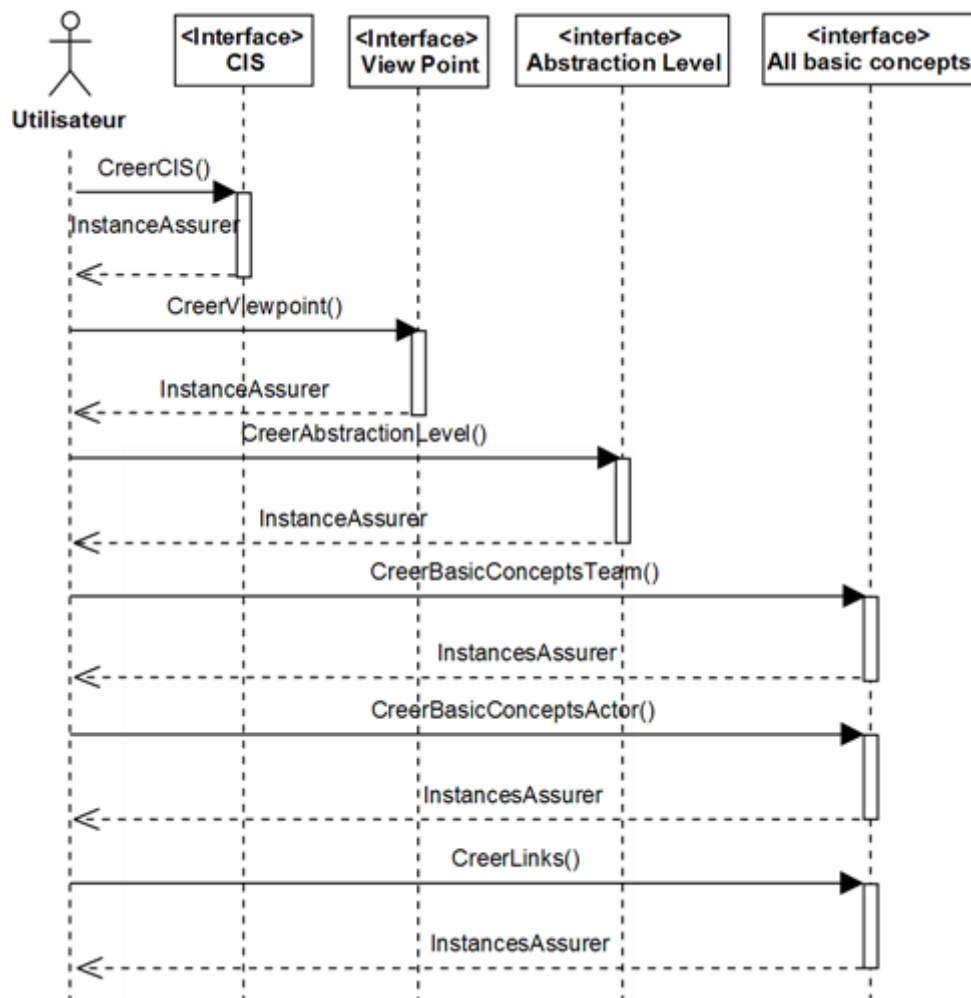 <Interface>
CIS
<Interface>
View Point
<interface>
Abstraction Level
<interface>
All basic concepts
Utilisateur
CreerCIS()
InstanceAssurer
CreerViewpoint()
InstanceAssurer
CreerAbstractionLevel()
InstanceAssurer
CreerBasicConceptsTeam()
InstancesAssurer
CreerBasicConceptsActor()
InstancesAssurer
CreerLinks()
InstancesAssurer